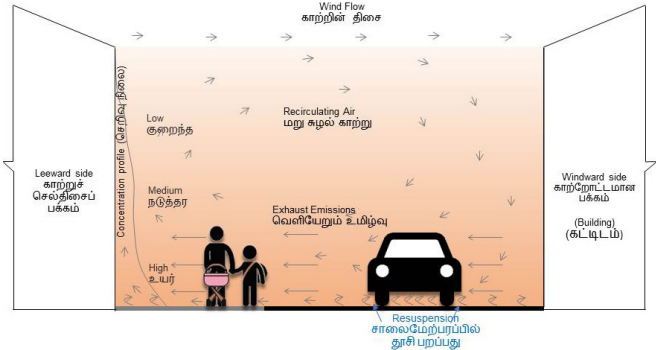 Wind Flow
காற்றின் திசை
Concentration profile (செறிவு நிலை)
Low
குறைந்த
Recirculating Air
மறு சுழல் காற்று
Leeward side
காற்றுச்
செல்திசைப்
பக்கம்
Medium
நடுத்தர
Windward side
காற்றோட்டமான
பக்கம்
(Building)
(கட்டிடம்)
Exhaust Emissions
வெளியேறும் உமிழ்வு
High
உயர்
Resuspension
சாலைமேற்பரப்பில்
தூசி பறப்பது